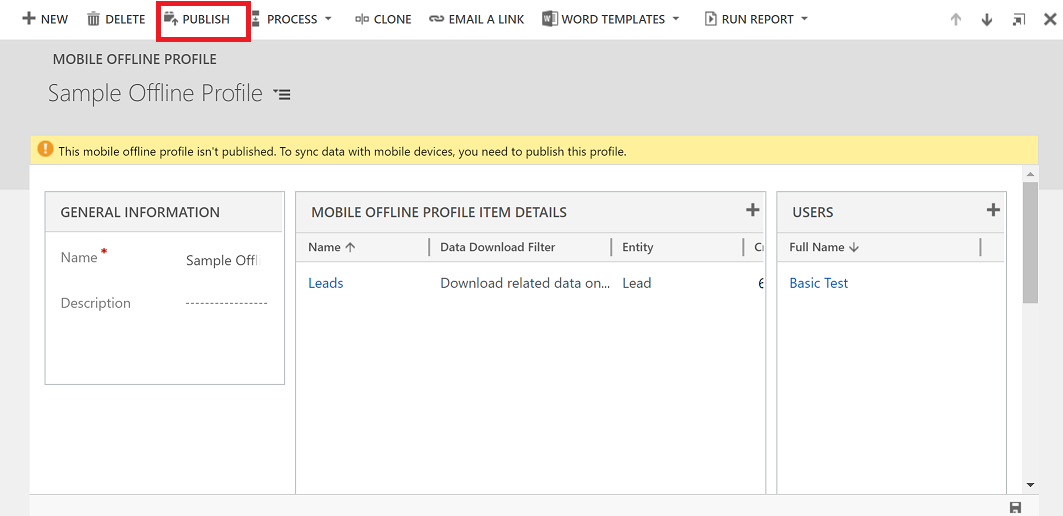 NEW DELETE PUBLISH PROCESS CLONE EMAIL A LINK WORD TEMPLATES RUN REPORT
MOBILE OFFLINE PROFILE
Sample Offline Profile
This mobile offline profile isn't published. To sync data with mobile devices, you need to publish this profile.
GENERAL INFORMATION
Name *
Sample Offl
Description
MOBILE OFFLINE PROFILE ITEM DETAILS
Name Data Download Filter Entity
Leads Download related data on... Lead 6
USERS
Full Name
Basic Test